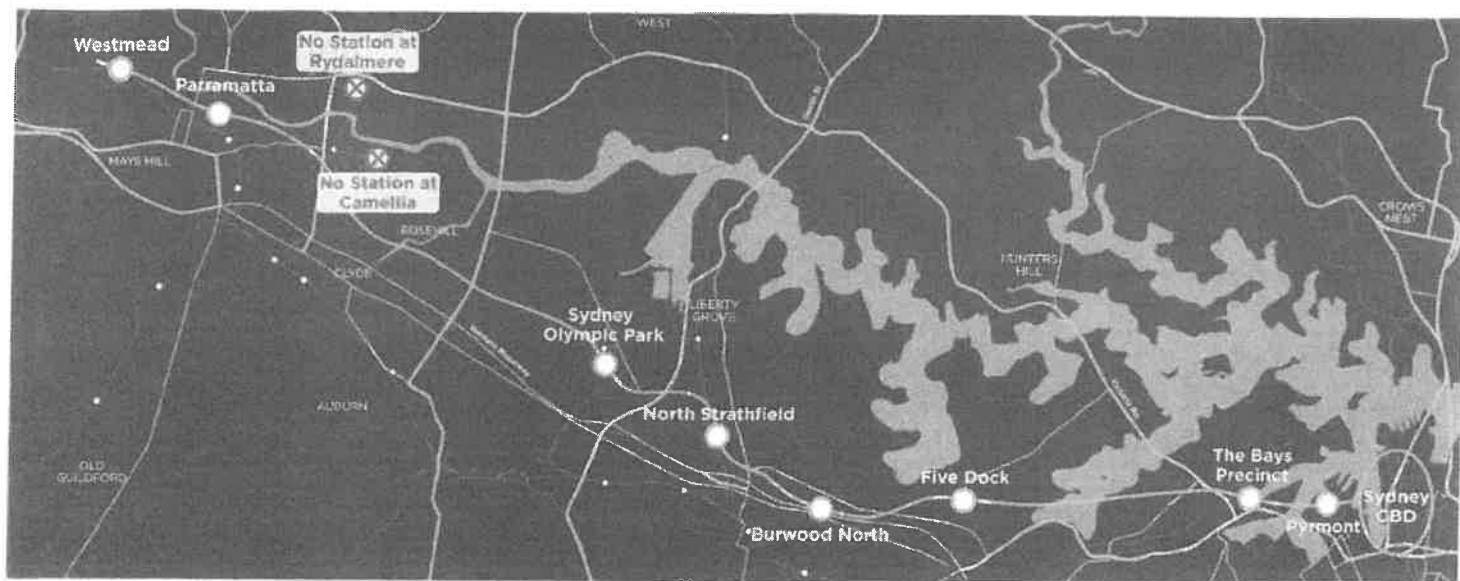 WEST
Westmead
No Station at
Rydalmere
Parramatta
MAYS HILL
No Station at
Camellia
ROSEHILL
CLYDE
CROWS
NEST
HUNTERS
HILL
LIBERTY
GROVE
Sydney
Olympic Park
AUBURN
North Strathfield
OLD
GUILDFORD
Five Dock
The Bays
Precinct
Sydney
CBD
Pyrmont
Burwood North